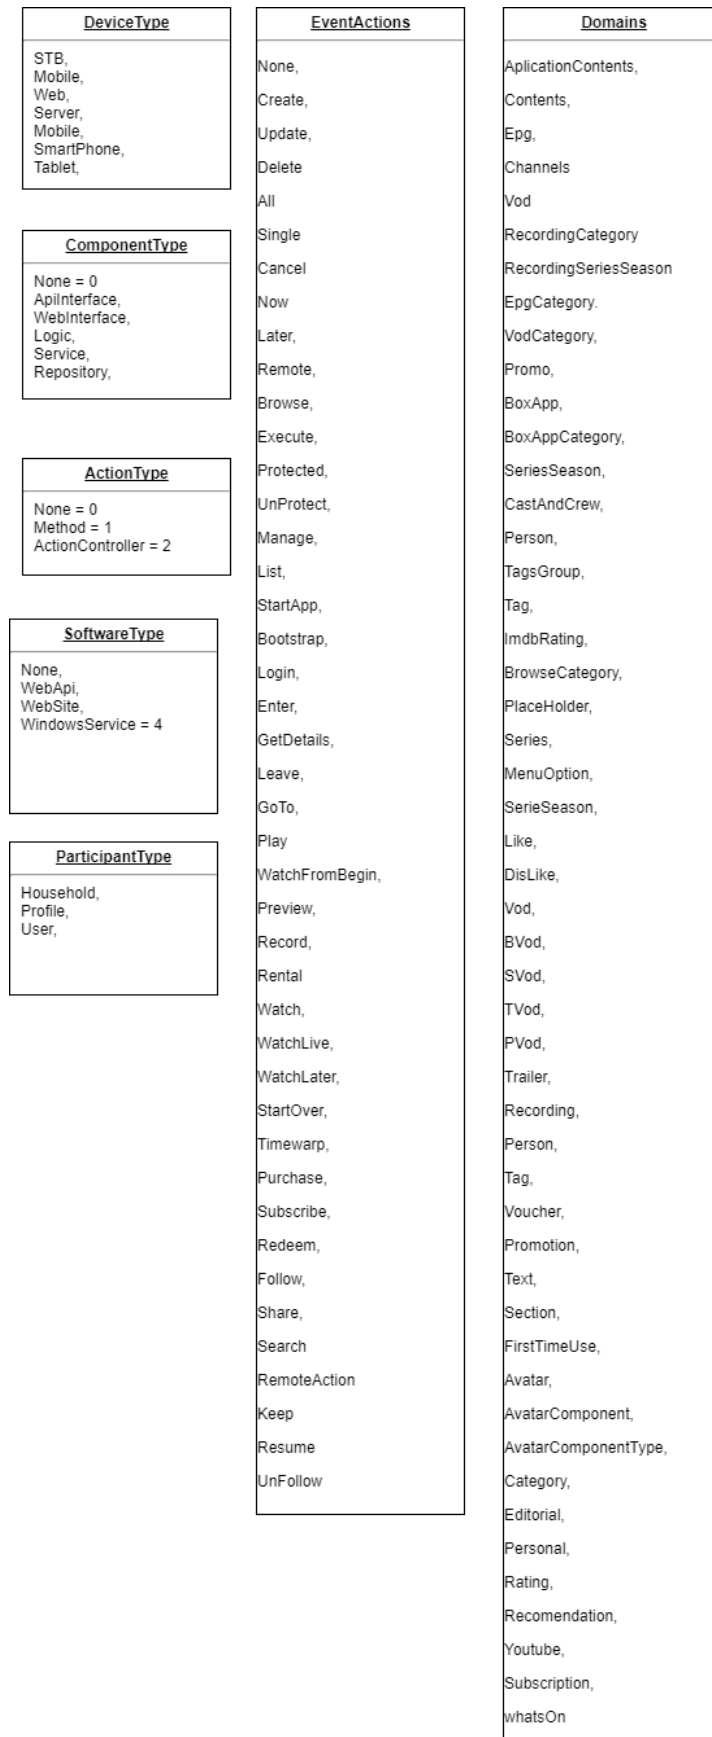 DeviceType
STB,
Mobile,
Web,
Server,
Mobile,
SmartPhone,
Tablet,
ComponentType
None = 0
ApiInterface,
WebInterface,
Logic,
Service,
Repository,
ActionType
None = 0
Method = 1
ActionController = 2
SoftwareType
None,
WebApi,
WebSite,
WindowsService = 4
ParticipantType
Household,
Profile,
User,
EventActions
None,
Create,
Update,
Delete
All
Single
Cancel
Now
Later,
Remote,
Browse,
Execute,
Protected,
UnProtect,
Manage,
List,
StartApp,
Bootstrap,
Login,
Enter,
GetDetails,
Leave,
GoTo,
Play
WatchFromBegin,
Preview,
Record,
Rental
Watch,
WatchLive,
WatchLater,
StartOver,
Timewarp,
Purchase,
Subscribe,
Redeem,
Follow,
Share,
Search
RemoteAction
Keep
Resume
UnFollow
Domains
AplicationContents,
Contents,
Epg,
Channels
Vod
RecordingCategory
RecordingSeriesSeason
EpgCategory.
VodCategory,
Promo,
BoxApp,
BoxAppCategory,
SeriesSeason,
CastAndCrew,
Person,
TagsGroup,
Tag,
ImdbRating,
BrowseCategory,
PlaceHolder,
Series,
MenuOption,
SerieSeason,
Like,
DisLike,
Vod,
BVod,
SVod,
TVod,
PVod,
Trailer,
Recording,
Person,
Tag,
Voucher,
Promotion,
Text,
Section,
FirstTimeUse,
Avatar,
AvatarComponent,
AvatarComponentType,
Category,
Editorial,
Personal,
Rating,
Recomendation,
Youtube,
Subscription,
whatsOn